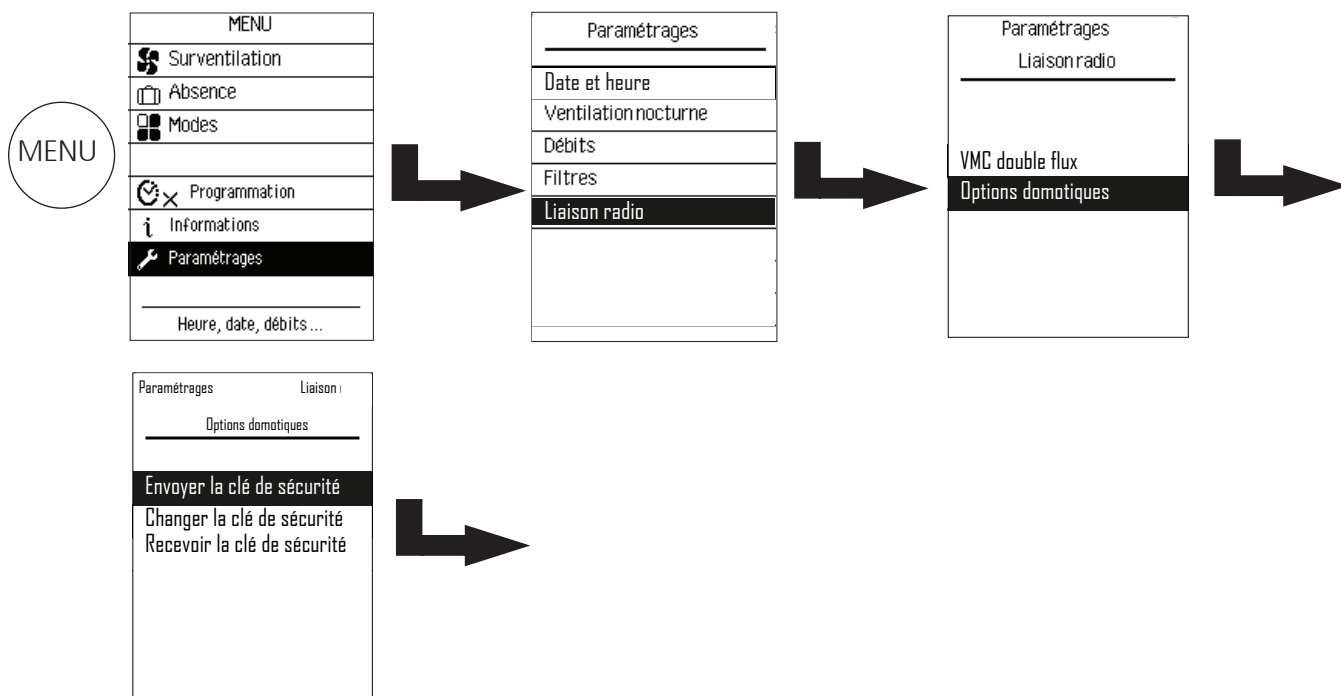 MENU
MENU
Surventilation
Absence
Modes
Programmation
Informations
Paramétrages
Heure, date, débits...
Paramétrages
Date et heure
Ventilation nocturne
Débits
Filtres
Liaison radio
Paramétrages
Liaison radio
VMC double flux
Options domotiques
Paramétrages Liaison
Options domotiques
Envoyer la clé de sécurité
Changer la clé de sécurité
Recevoir la clé de sécurité